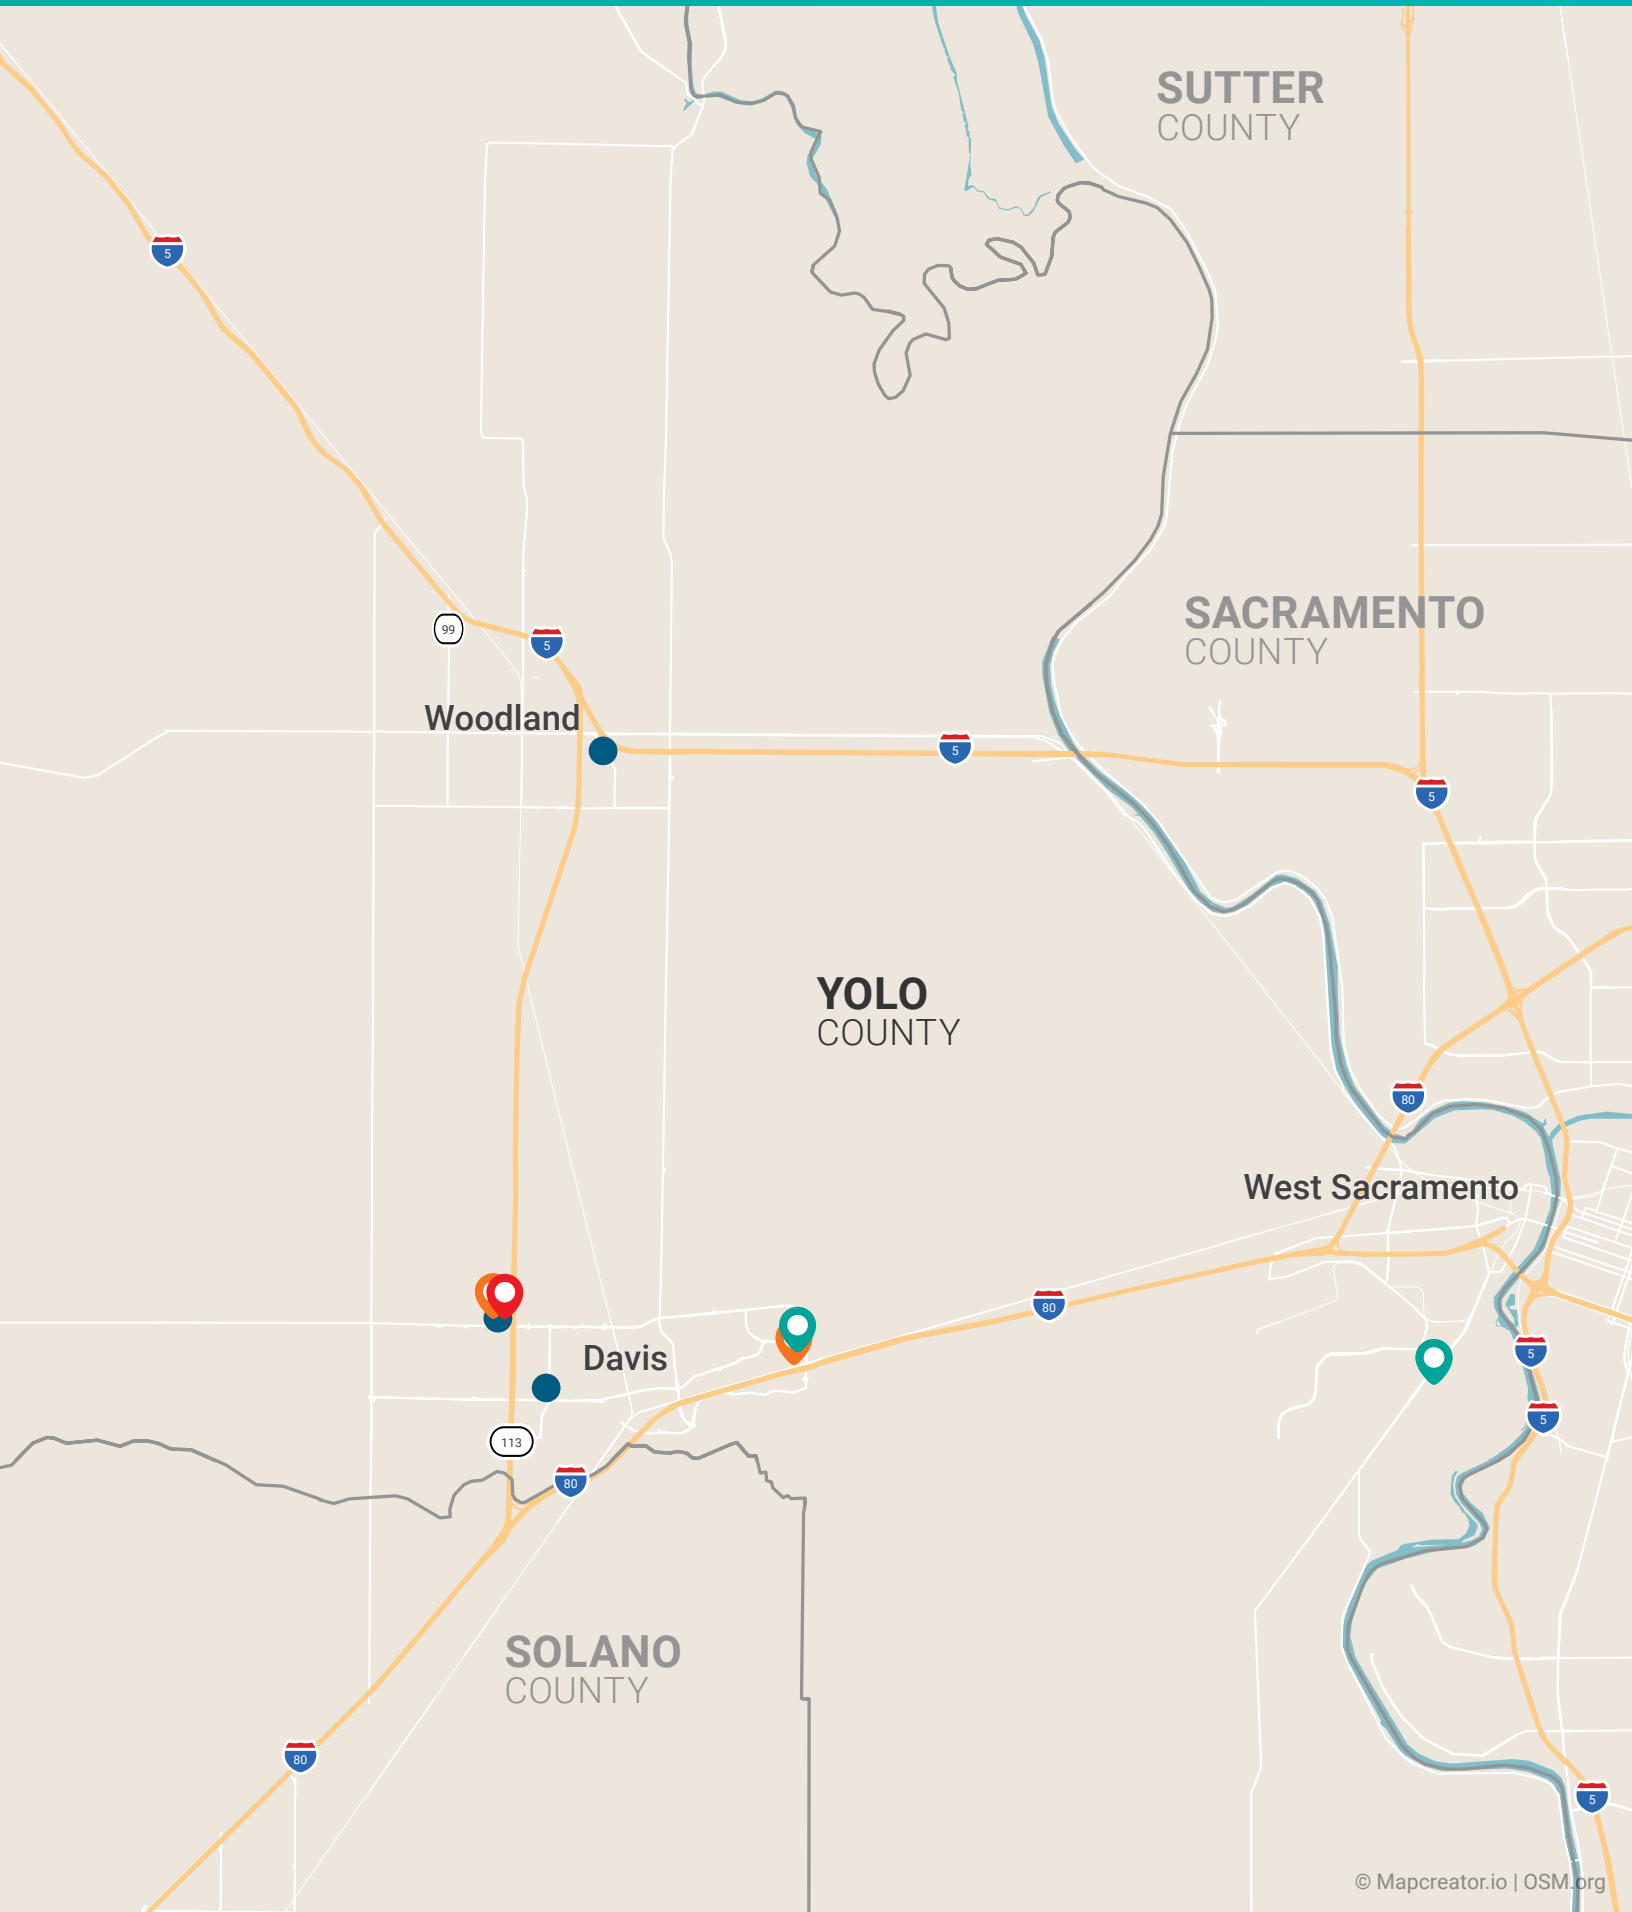 SUTTER
COUNTY
5
SACRAMENTO
COUNTY
99
5
Woodland
5
5
YOLO
COUNTY
80
West Sacramento
80
5
Davis
5
113
80
SOLANO
COUNTY
80
5
© Mapcreator.io | OSM.org